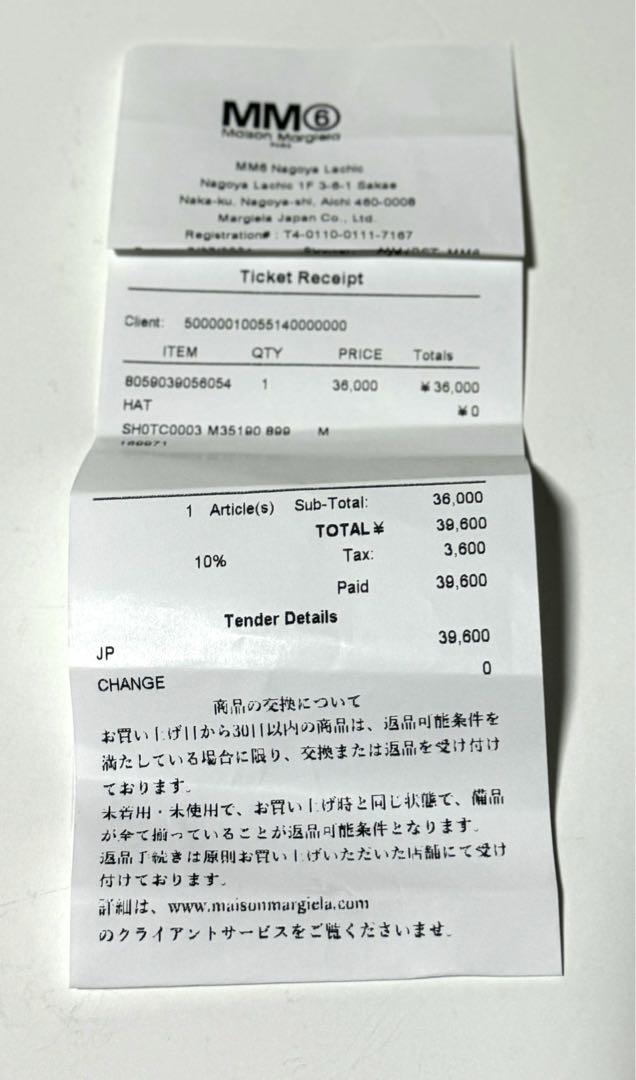 MM⑥
Maison Margiela
PARIS
MM6 Nagoya Lachic
Nagoya Lachic 1F 3-6-1 Sakae
Naka-ku, Nagoya-shi, Aichi 460-0008
Margiela Japan Co., Ltd.
Registration# : T4-0110-0111-7167
Ticket Receipt
Client: 50000010055140000000
ITEM QTY PRICE Totals
8059039056054 1 36,000 ¥36,000
HAT ¥0
SH0TC0003 M35190 899 M
1 Article(s) Sub-Total: 36,000
TOTAL¥ 39,600
10% Tax: 3,600
Paid 39,600
Tender Details
JP 39,600
CHANGE 0
商品の交換について
お買い上げ日から30日以内の商品は、返品可能条件を
満たしている場合に限り、交換または返品を受け付け
ております。
未着用・未使用で、お買い上げ時と同じ状態で、備品
が全て揃っていることが返品可能条件となります。
返品手続きは原則お買い上げいただいた店舗にて受け
付けております。
詳細は、www.maisonmargiela.com
のクライアントサービスをご覧くださいませ。